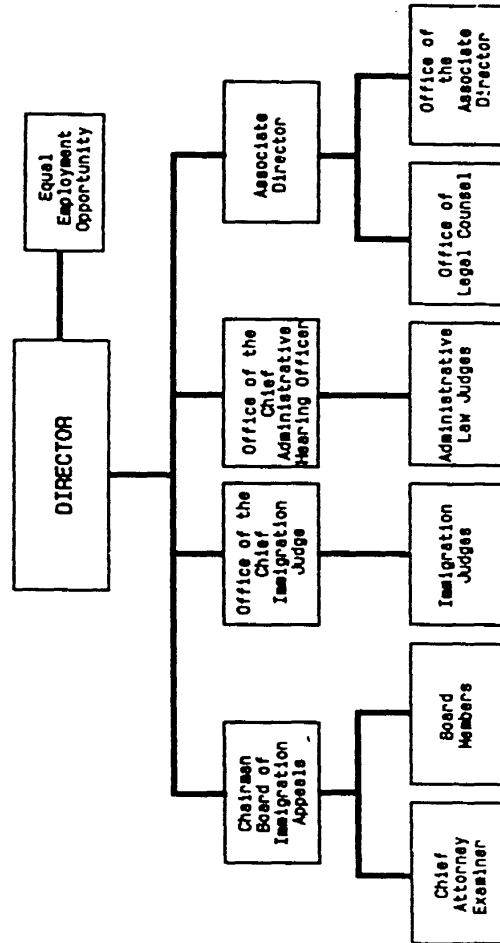 DIRECTOR
Equal
Employment
Opportunity
Chairman
Board of
Immigration
Appeals
Office of the
Chief
Immigration
Judge
Office of the
Chief
Administrative
Hearing Officer
Associate
Director
Chief
Attorney
Examiner
Board
Members
Immigration
Judges
Administrative
Law Judges
Office of
Legal Counsel
Office of
the
Associate
Director